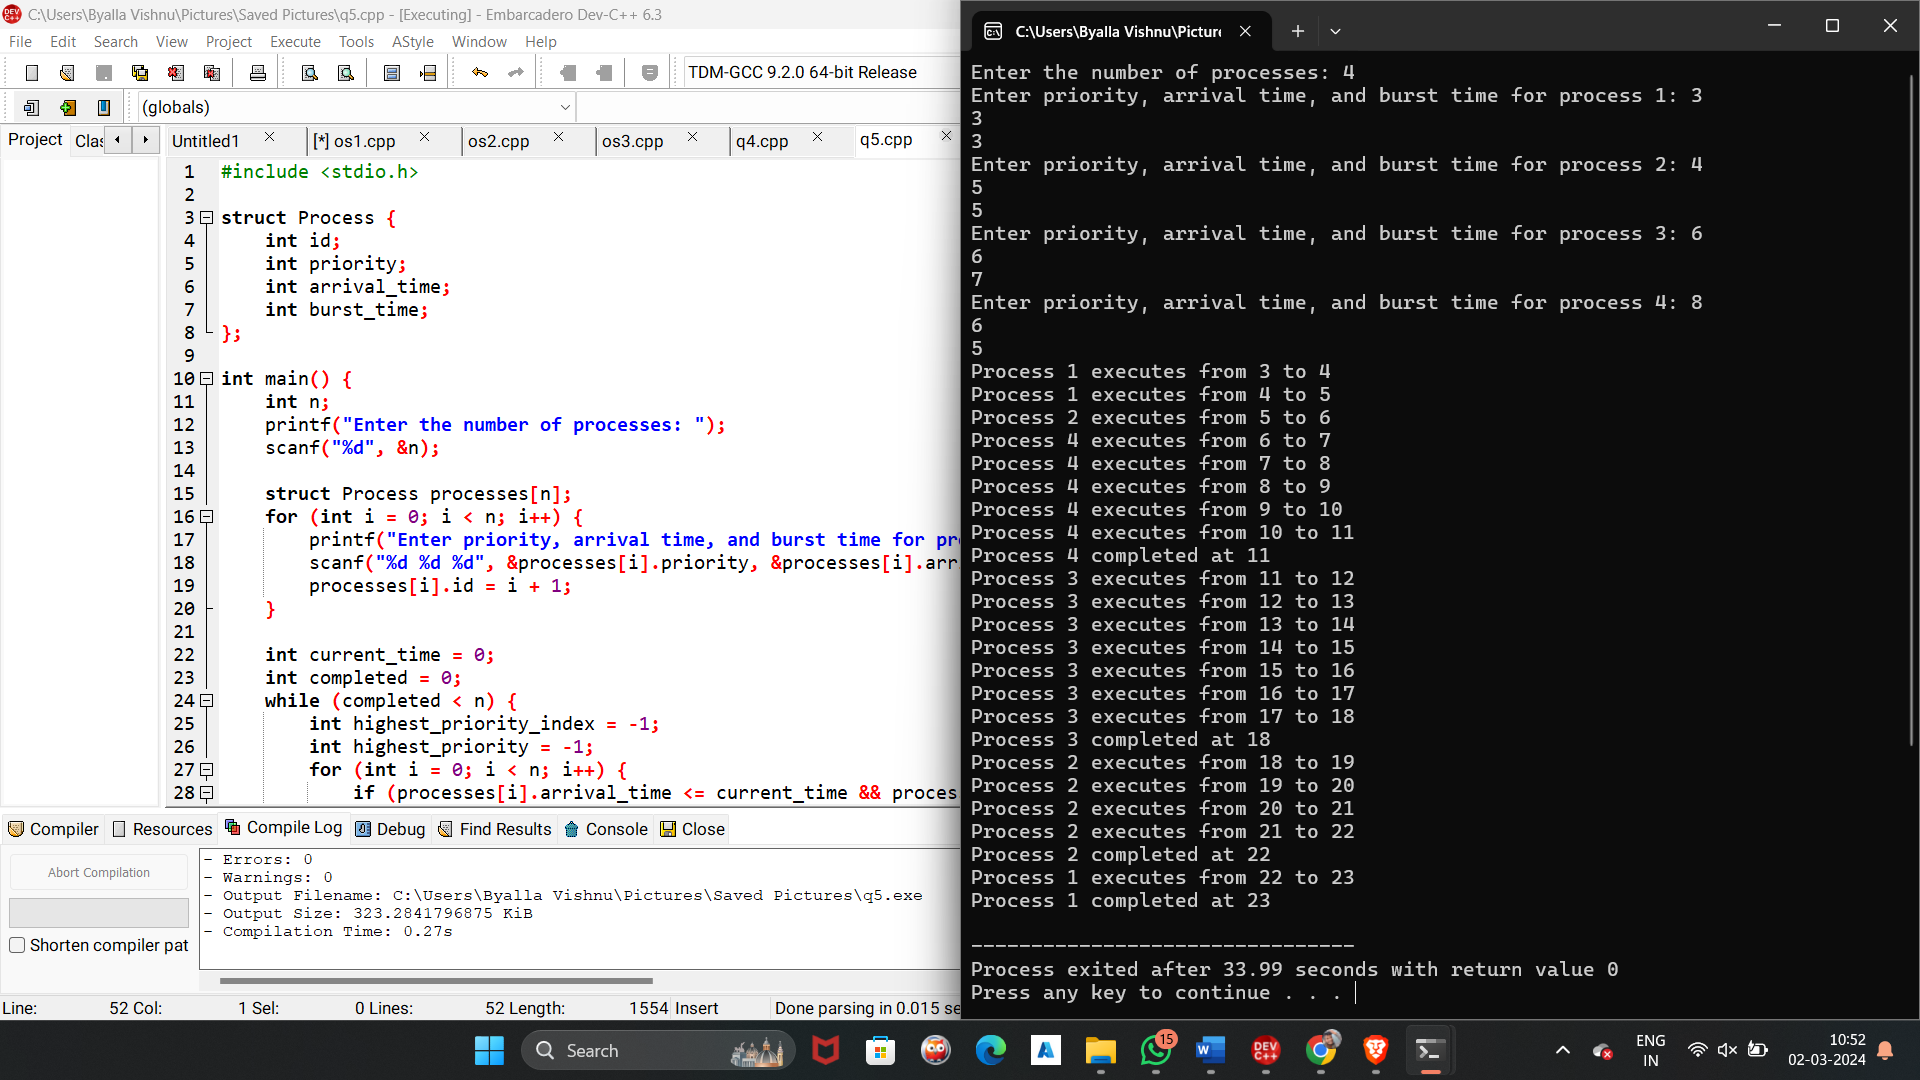 C:\Users\Byalla Vishnu\Pictures\Saved Pictures\q5.cpp - [Executing] - Embarcadero Dev-C++ 6.3
File Edit Search View Project Execute Tools AStyle Window Help
TDM-GCC 9.2.0 64-bit Release
(globals)
Project Clas
Untitled1 [*] os1.cpp os2.cpp os3.cpp q4.cpp q5.cpp
1 #include <stdio.h>
2
3 struct Process {
4 int id;
5 int priority;
6 int arrival_time;
7 int burst_time;
8 };
9
10 int main() {
11 int n;
12 printf("Enter the number of processes: ");
13 scanf("%d", &n);
14
15 struct Process processes[n];
16 for (int i = 0; i < n; i++) {
17 printf("Enter priority, arrival time, and burst time for pr
18 scanf("%d %d %d", &processes[i].priority, &processes[i].arr
19 processes[i].id = i + 1;
20 }
21
22 int current_time = 0;
23 int completed = 0;
24 while (completed < n) {
25 int highest_priority_index = -1;
26 int highest_priority = -1;
27 for (int i = 0; i < n; i++) {
28 if (processes[i].arrival_time <= current_time && proces
Compiler Resources Compile Log Debug Find Results Console Close
Abort Compilation
Shorten compiler pat
- Errors: 0
- Warnings: 0
- Output Filename: C:\Users\Byalla Vishnu\Pictures\Saved Pictures\q5.exe
- Output Size: 323.2841796875 KiB
- Compilation Time: 0.27s
Line: 52 Col: 1 Sel: 0 Lines: 52 Length: 1554 Insert Done parsing in 0.015 se
C:\Users\Byalla Vishnu\Pictur
Enter the number of processes: 4
Enter priority, arrival time, and burst time for process 1: 3
3
3
Enter priority, arrival time, and burst time for process 2: 4
5
5
Enter priority, arrival time, and burst time for process 3: 6
6
7
Enter priority, arrival time, and burst time for process 4: 8
6
5
Process 1 executes from 3 to 4
Process 1 executes from 4 to 5
Process 2 executes from 5 to 6
Process 4 executes from 6 to 7
Process 4 executes from 7 to 8
Process 4 executes from 8 to 9
Process 4 executes from 9 to 10
Process 4 executes from 10 to 11
Process 4 completed at 11
Process 3 executes from 11 to 12
Process 3 executes from 12 to 13
Process 3 executes from 13 to 14
Process 3 executes from 14 to 15
Process 3 executes from 15 to 16
Process 3 executes from 16 to 17
Process 3 executes from 17 to 18
Process 3 completed at 18
Process 2 executes from 18 to 19
Process 2 executes from 19 to 20
Process 2 executes from 20 to 21
Process 2 executes from 21 to 22
Process 2 completed at 22
Process 1 executes from 22 to 23
Process 1 completed at 23
--------------------------------
Process exited after 33.99 seconds with return value 0
Press any key to continue . . .
Search
15
DEV C++
ENG
IN
10:52
02-03-2024